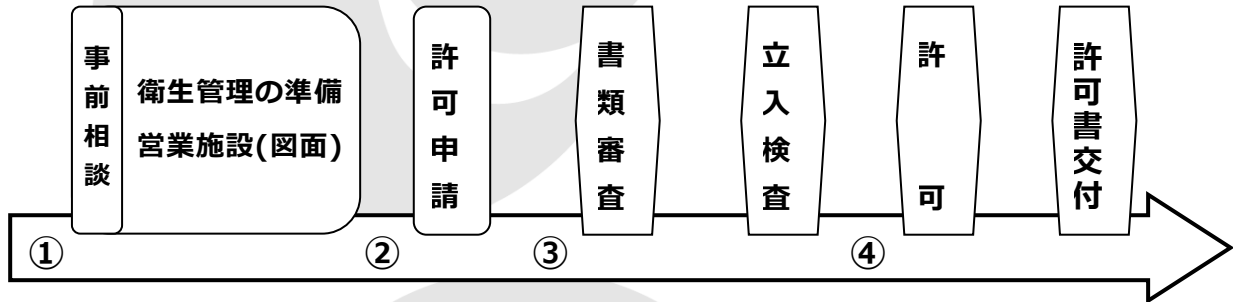 事前相談
衛生管理の準備
営業施設(図面)
許可申請
書類審査
立入検査
許可
許可書交付
①
②
③
④